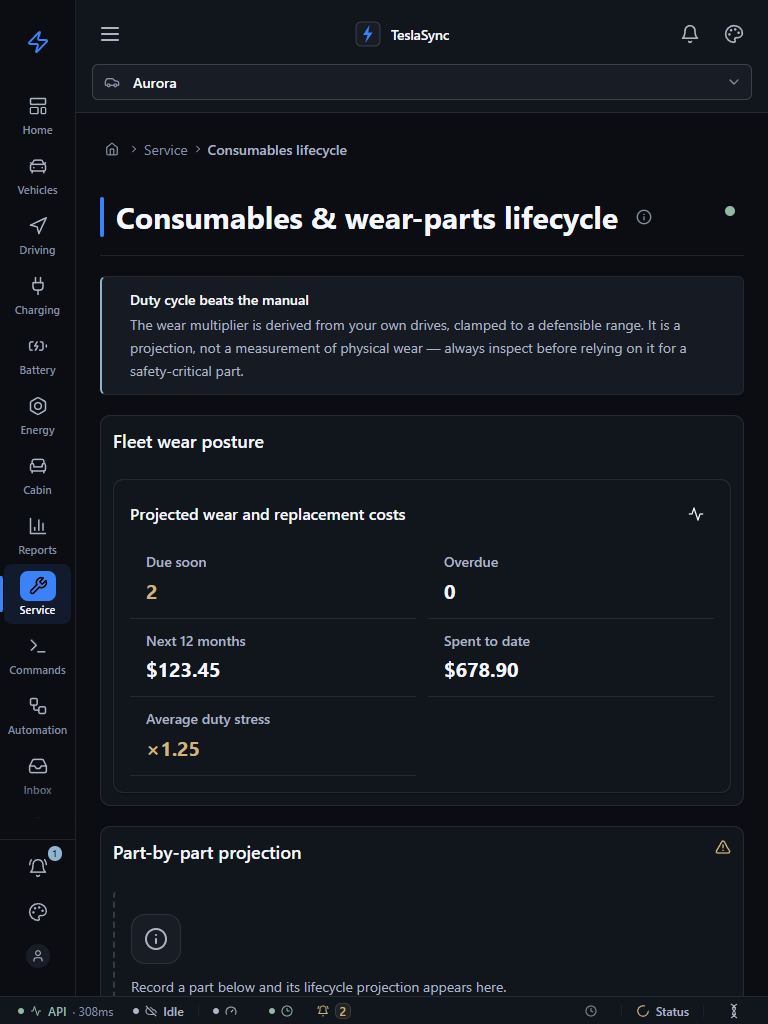 TeslaSync
Aurora
Home
Vehicles
Driving
Charging
Battery
Energy
Cabin
Reports
Service
Commands
Automation
Inbox
1
Service
Consumables lifecycle
Consumables & wear-parts lifecycle
Duty cycle beats the manual
The wear multiplier is derived from your own drives, clamped to a defensible range. It is a
projection, not a measurement of physical wear — always inspect before relying on it for a
safety-critical part.
Fleet wear posture
Projected wear and replacement costs
Due soon
2
Overdue
0
Next 12 months
$123.45
Spent to date
$678.90
Average duty stress
×1.25
Part-by-part projection
Record a part below and its lifecycle projection appears here.
API · 308ms
Idle
2
Status